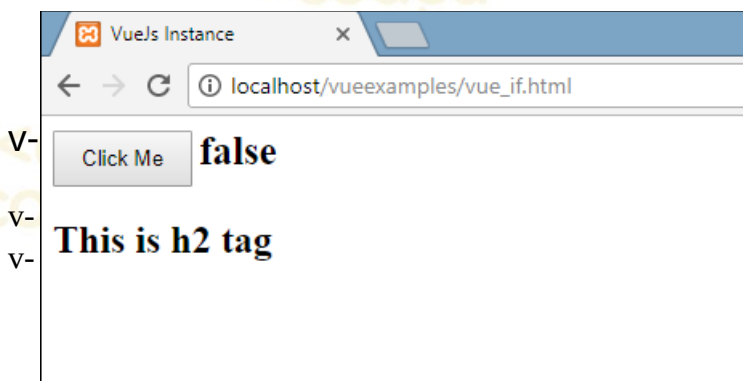 VueJs Instance
localhost/vueexamples/vue_if.html
v- Click Me false
v-
This is h2 tag
v-